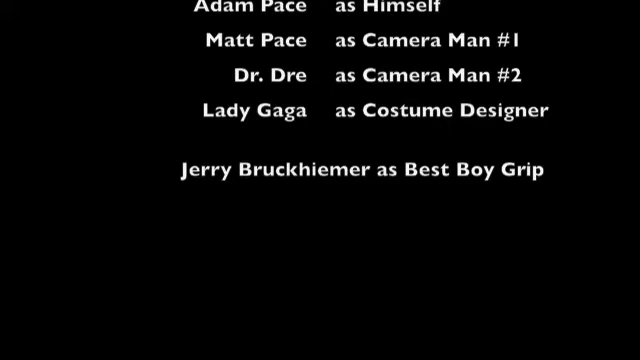 Adam Pace as Himself
Matt Pace as Camera Man #1
Dr. Dre as Camera Man #2
Lady Gaga as Costume Designer
Jerry Bruckhiemer as Best Boy Grip